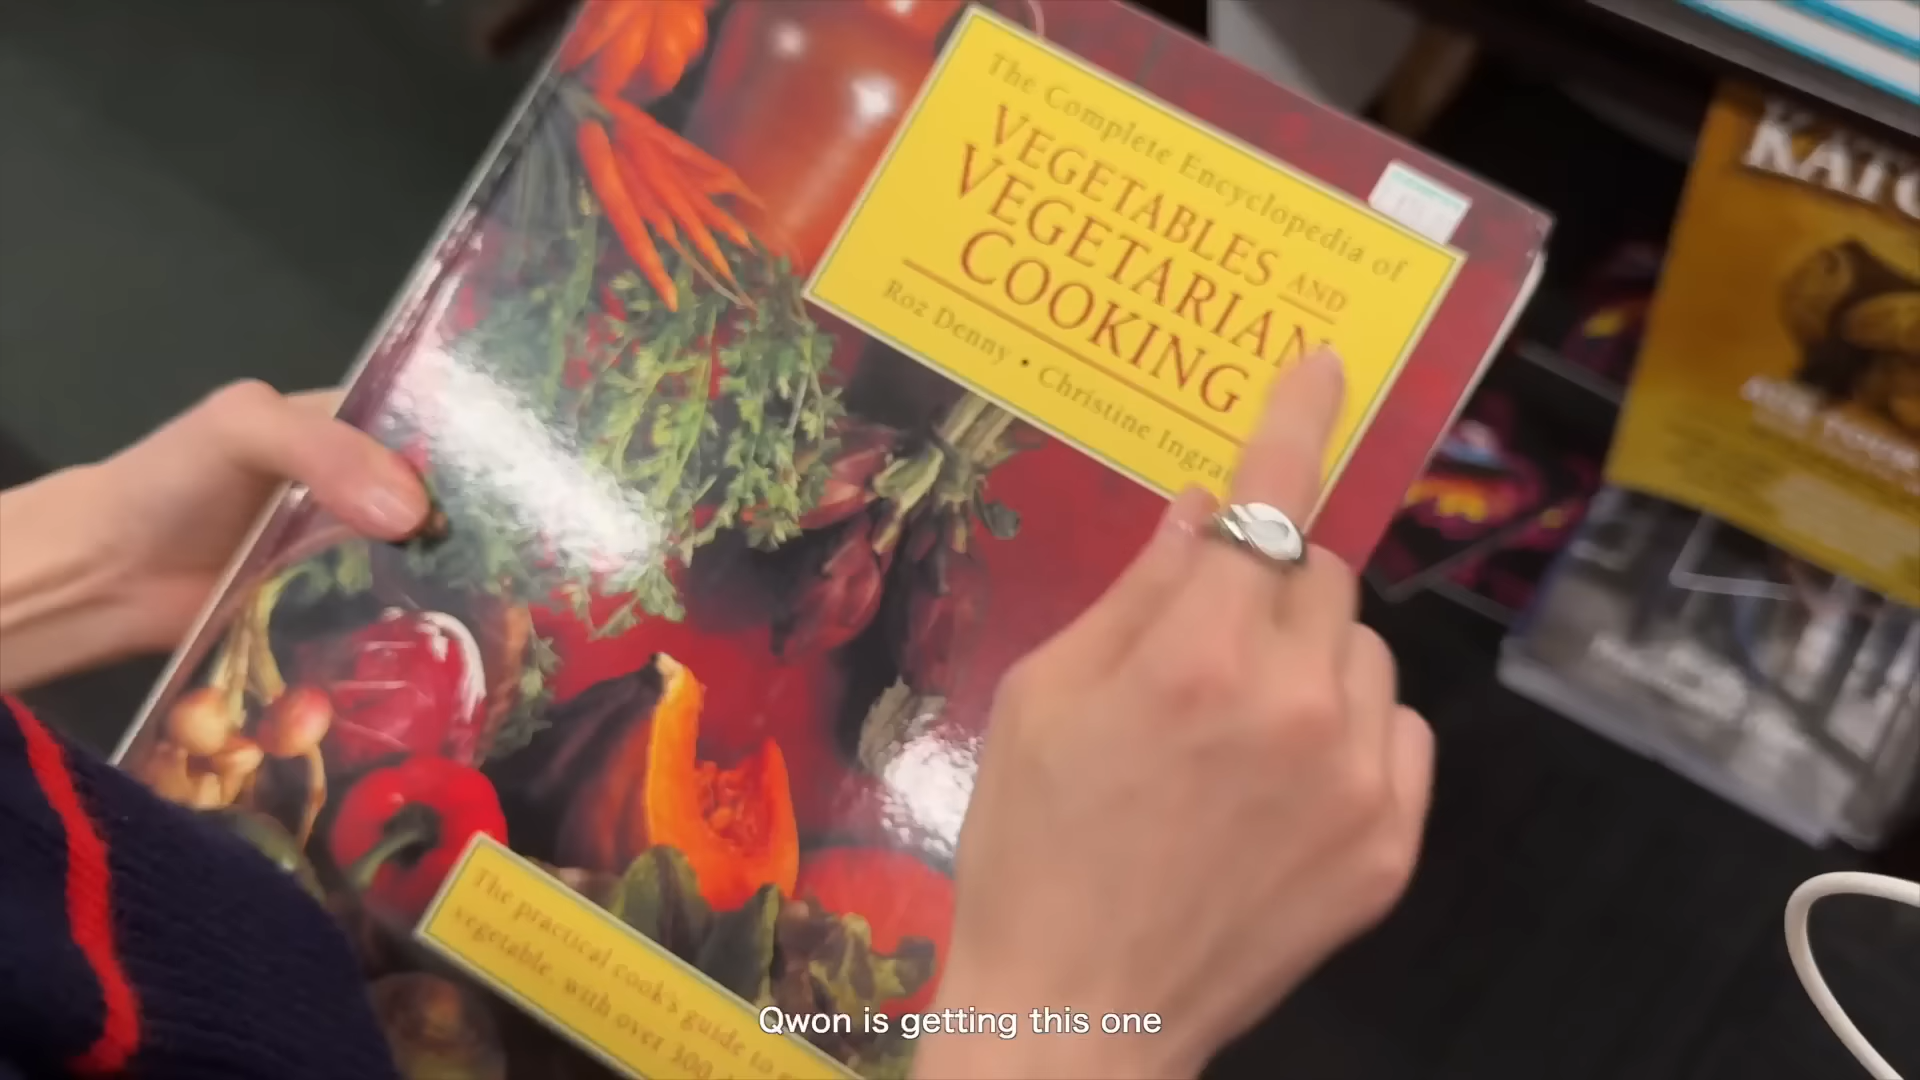 The Complete Encyclopedia of
VEGETABLES AND
VEGETARIAN
COOKING
Roz Denny • Christine Ingra
KATO
The practical cook's guide to
vegetable, with over 300
Qwon is getting this one